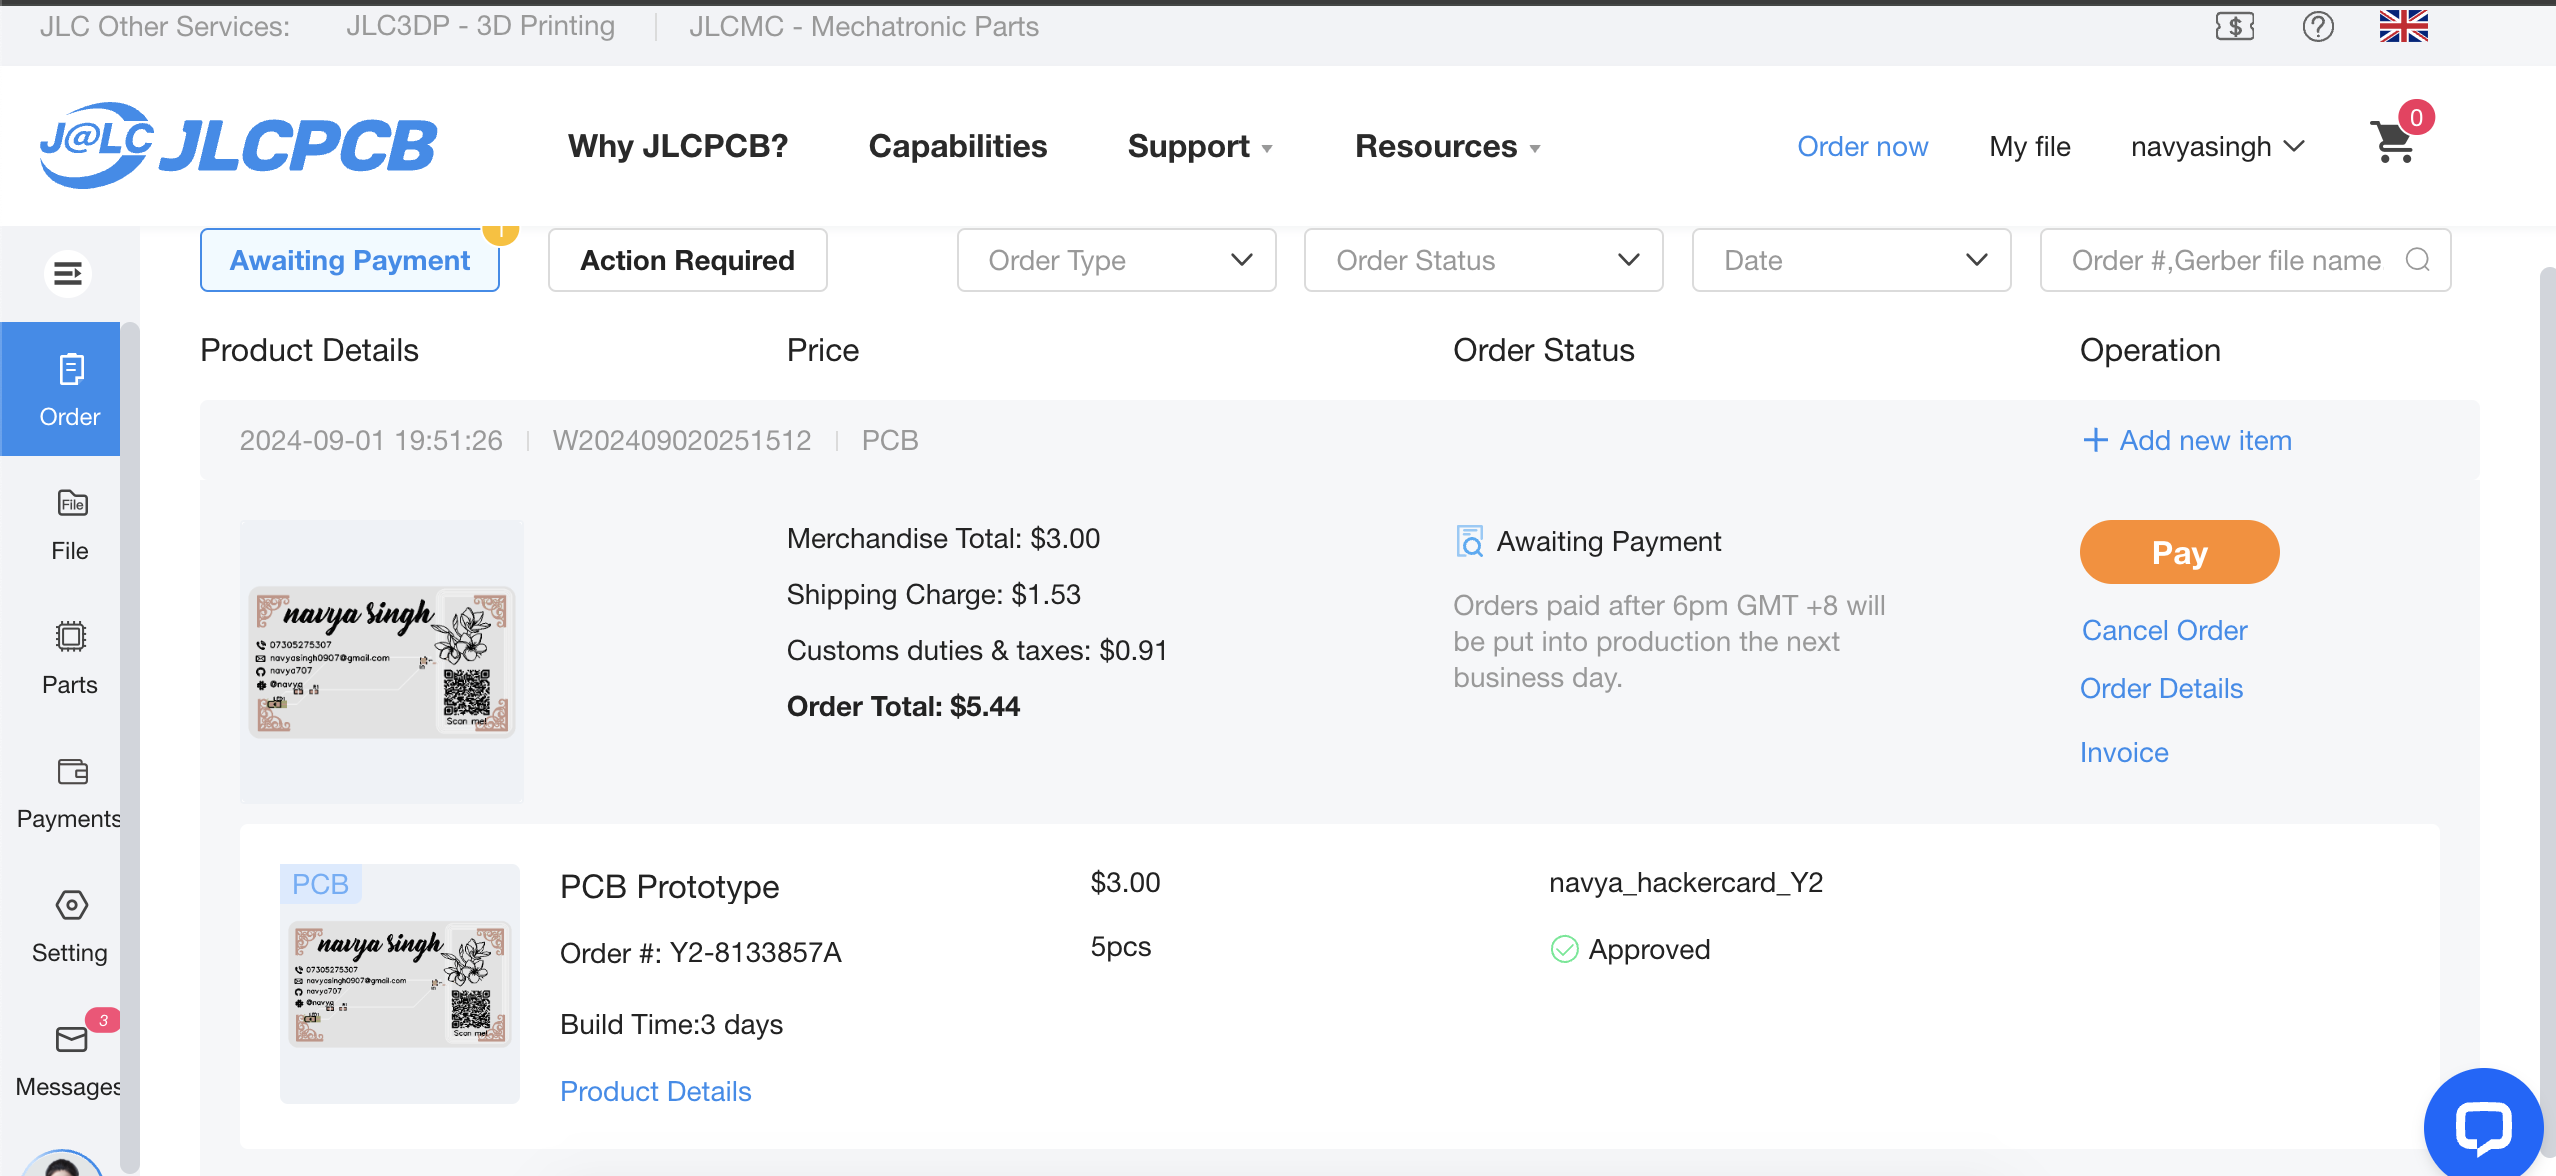 JLC Other Services: JLC3DP - 3D Printing JLCMC - Mechatronic Parts
J@LC JLCPCB Why JLCPCB? Capabilities Support Resources Order now My file navyasingh 0
Awaiting Payment 1 Action Required Order Type Order Status Date Order #,Gerber file name
Product Details Price Order Status Operation
Order
2024-09-01 19:51:26 W202409020251512 PCB + Add new item
File
File
Parts
Payments
Setting
3
Messages
navya singh
07305275307
navyasingh0907@gmail.com
navya707
@navya
Scan me!
Merchandise Total: $3.00
Shipping Charge: $1.53
Customs duties & taxes: $0.91
Order Total: $5.44
Awaiting Payment
Orders paid after 6pm GMT +8 will
be put into production the next
business day.
Pay
Cancel Order
Order Details
Invoice
PCB
navya singh
07305275307
navyasingh0907@gmail.com
navya707
@navya
Scan me!
PCB Prototype $3.00 navya_hackercard_Y2
Order #: Y2-8133857A 5pcs Approved
Build Time:3 days
Product Details